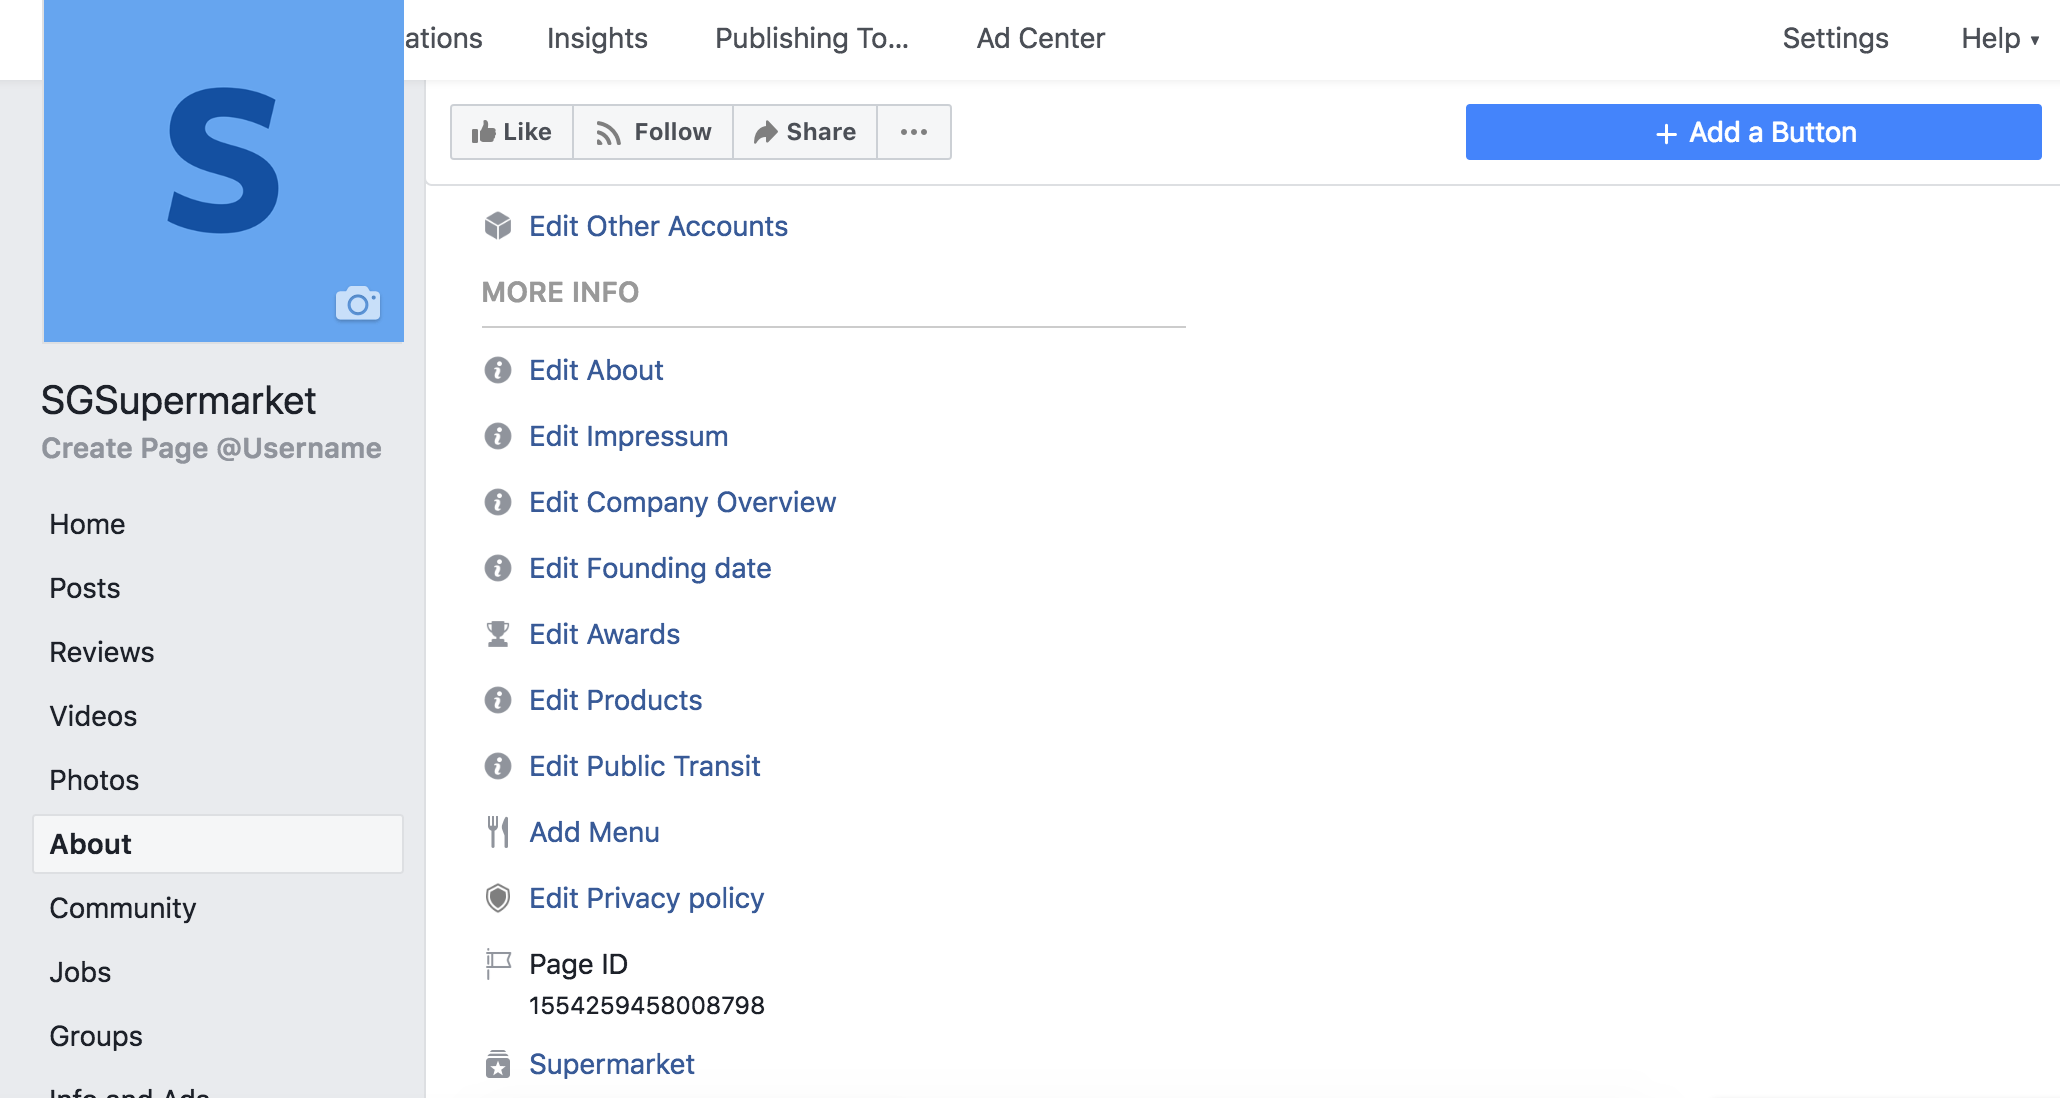 ations Insights Publishing To... Ad Center Settings Help
S
Like Follow Share ... + Add a Button
Edit Other Accounts
MORE INFO
Edit About
Edit Impressum
Edit Company Overview
Edit Founding date
Edit Awards
Edit Products
Edit Public Transit
Add Menu
Edit Privacy policy
Page ID
1554259458008798
Supermarket
SGSupermarket
Create Page @Username
Home
Posts
Reviews
Videos
Photos
About
Community
Jobs
Groups
Info and Ads